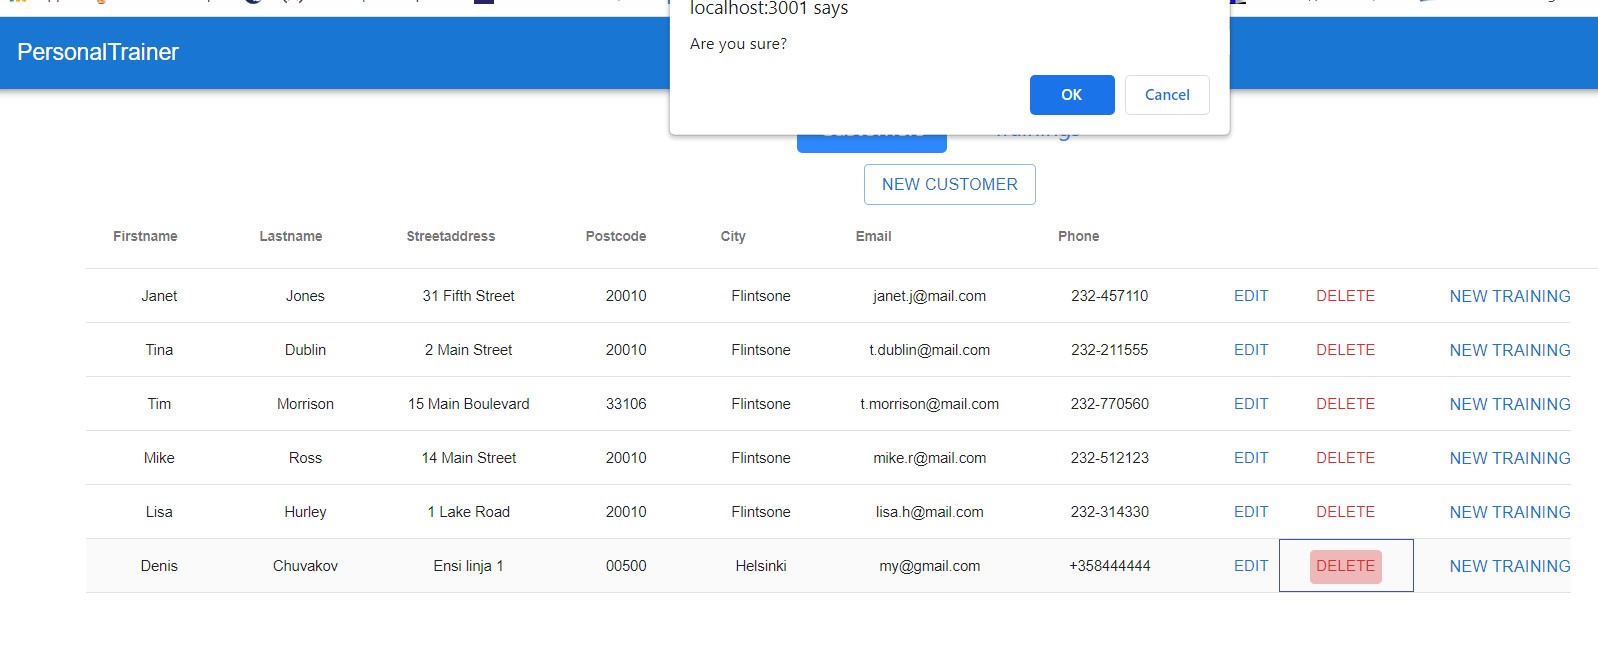 localhost:3001 says
PersonalTrainer
Are you sure?
OK Cancel
NEW CUSTOMER
Firstname Lastname Streetaddress Postcode City Email Phone
Janet Jones 31 Fifth Street 20010 Flintsone janet.j@mail.com 232-457110 EDIT DELETE NEW TRAINING
Tina Dublin 2 Main Street 20010 Flintsone t.dublin@mail.com 232-211555 EDIT DELETE NEW TRAINING
Tim Morrison 15 Main Boulevard 33106 Flintsone t.morrison@mail.com 232-770560 EDIT DELETE NEW TRAINING
Mike Ross 14 Main Street 20010 Flintsone mike.r@mail.com 232-512123 EDIT DELETE NEW TRAINING
Lisa Hurley 1 Lake Road 20010 Flintsone lisa.h@mail.com 232-314330 EDIT DELETE NEW TRAINING
Denis Chuvakov Ensi linja 1 00500 Helsinki my@gmail.com +358444444 EDIT DELETE NEW TRAINING